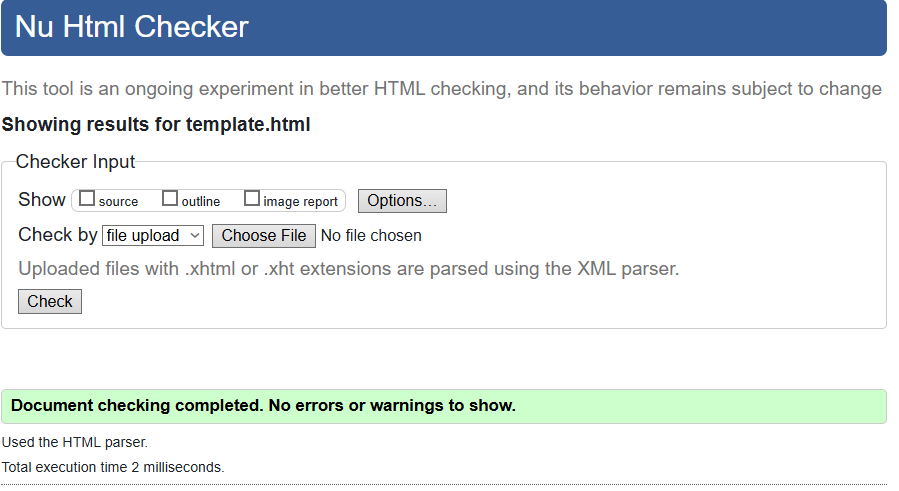 Nu Html Checker
This tool is an ongoing experiment in better HTML checking, and its behavior remains subject to change
Showing results for template.html
Checker Input
Show source outline image report Options...
Check by file upload Choose File No file chosen
Uploaded files with .xhtml or .xht extensions are parsed using the XML parser.
Check
Document checking completed. No errors or warnings to show.
Used the HTML parser.
Total execution time 2 milliseconds.